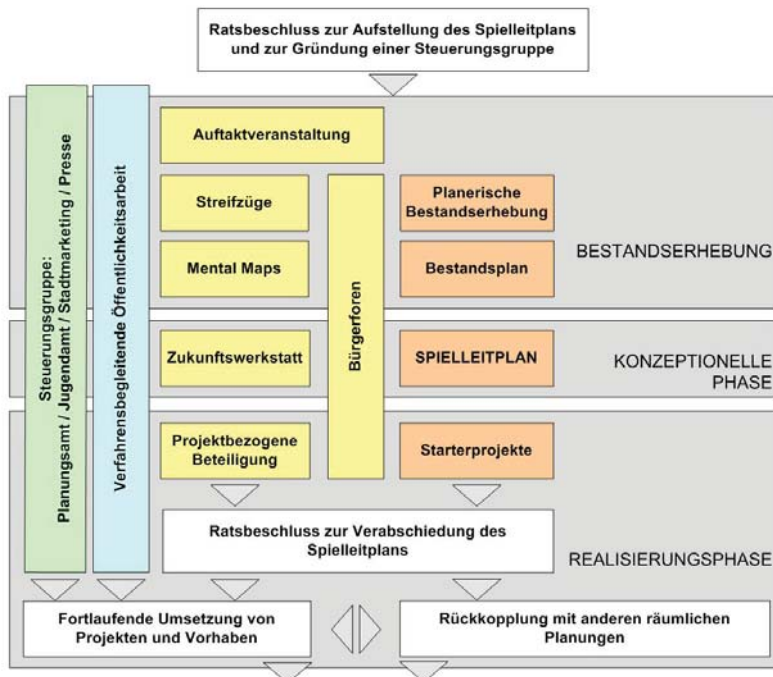 Ratsbeschluss zur Aufstellung des Spielleitplans
und zur Gründung einer Steuerungsgruppe
Steuerungsgruppe:
Planungsamt / Jugendamt / Stadtmarketing / Presse
Verfahrensbegleitende Öffentlichkeitsarbeit
Auftaktveranstaltung
Streifzüge
Mental Maps
Bürgerforen
Planerische
Bestandserhebung
Bestandsplan
BESTANDSERHEBUNG
Zukunftswerkstatt
SPIELLEITPLAN
KONZEPTIONELLE
PHASE
Projektbezogene
Beteiligung
Starterprojekte
Ratsbeschluss zur Verabschiedung des
Spielleitplans
REALISIERUNGSPHASE
Fortlaufende Umsetzung von
Projekten und Vorhaben
Rückkopplung mit anderen räumlichen
Planungen